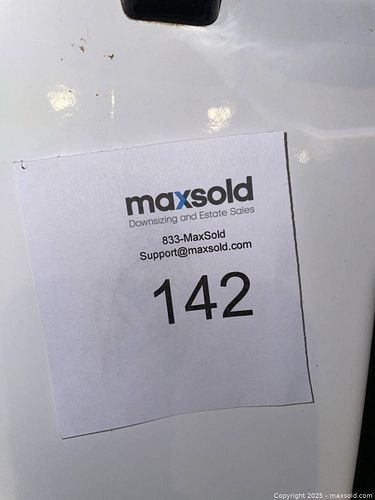 maxsold
Downsizing and Estate Sales
833-MaxSold
Support@maxsold.com
142
Copyright 2025 - maxsold.com